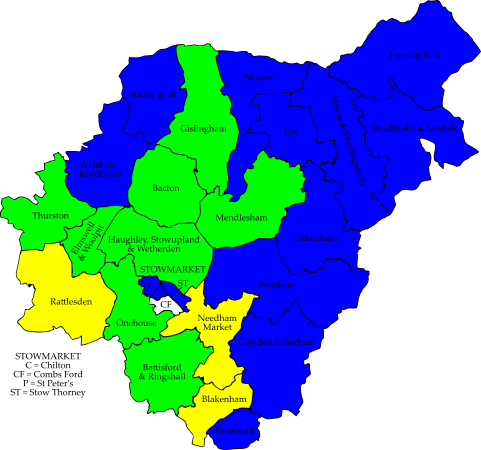 Fressingfield
Palgrave
Rickinghall
Hoxne & Worlingworth
Stradbroke & Laxfield
Gislingham
Eye
Walsham-
le-Willows
Bacton
Thurston
Mendlesham
Elmswell
& Woolpit
Haughley, Stowupland
& Wetherden
Debenham
STOWMARKET
ST
C
P
Stonham
Rattlesden
CF
Onehouse
Needham
Market
Claydon & Barham
STOWMARKET
C = Chilton
CF = Combs Ford
P = St Peter's
ST = Stow Thorney
Battisford
& Ringshall
Blakenham
Bramford